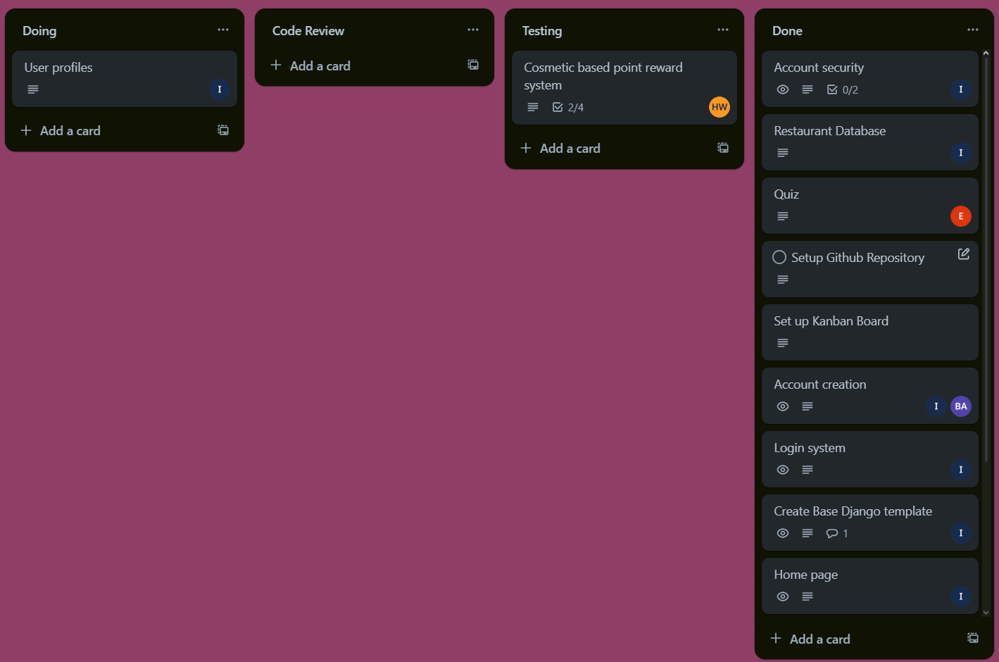 Doing
User profiles
I
Add a card
Code Review
Add a card
Testing
Cosmetic based point reward
system
2/4
HW
Add a card
Done
Account security
0/2
I
Restaurant Database
I
Quiz
E
Setup Github Repository
Set up Kanban Board
Account creation
I BA
Login system
I
Create Base Django template
1
I
Home page
I
Add a card